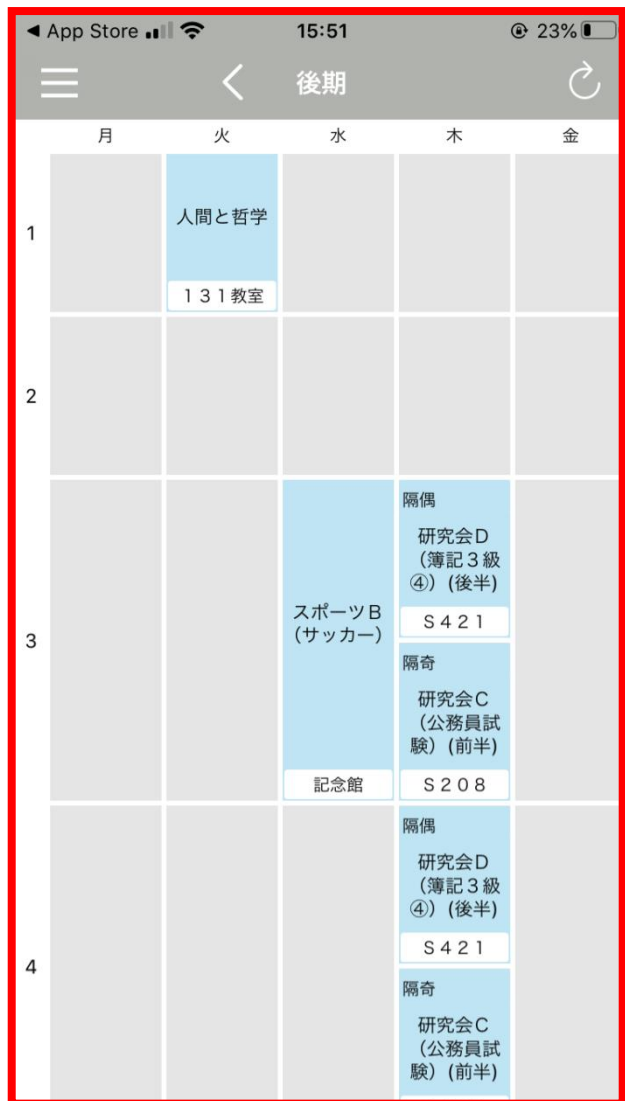 App Store
15:51
23%
後期
月 火 水 木 金
1
人間と哲学
131教室
2
3
スポーツB
(サッカー)
記念館
隔偶
研究会D
(簿記3級
④) (後半)
S421
隔奇
研究会C
(公務員試
験) (前半)
S208
4
隔偶
研究会D
(簿記3級
④) (後半)
S421
隔奇
研究会C
(公務員試
験) (前半)